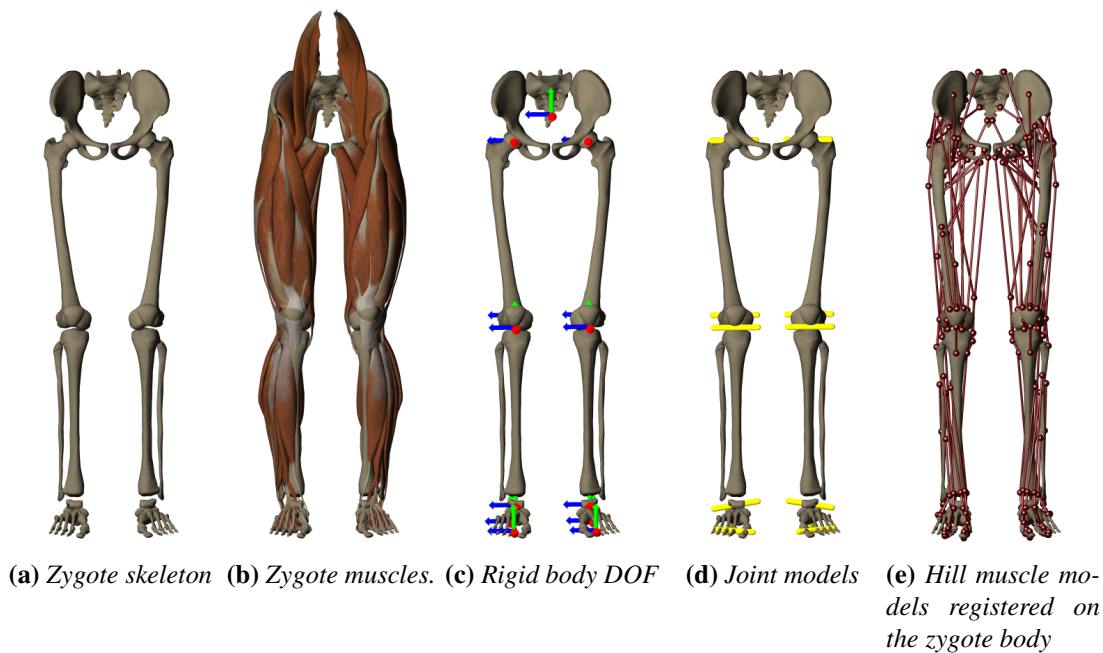 (a) Zygote skeleton (b) Zygote muscles. (c) Rigid body DOF (d) Joint models (e) Hill muscle mo-
dels registered on
the zygote body